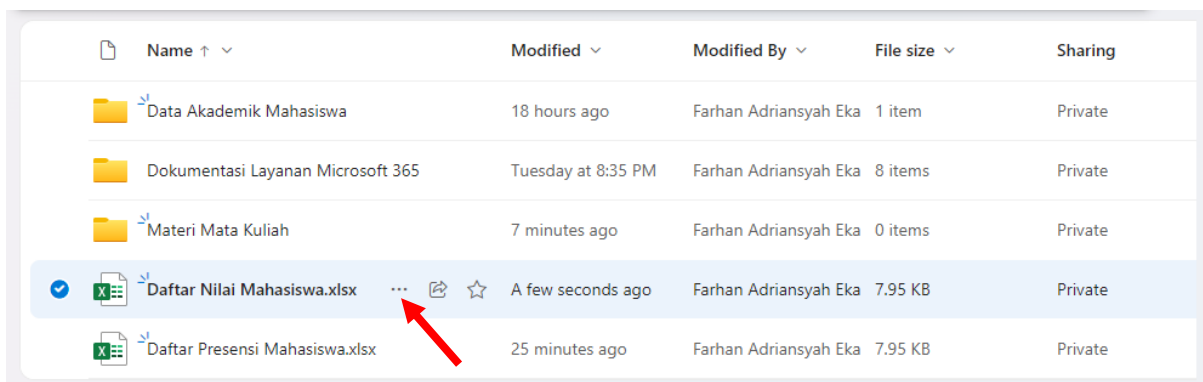 Name Modified Modified By File size Sharing
Data Akademik Mahasiswa 18 hours ago Farhan Adriansyah Eka 1 item Private
Dokumentasi Layanan Microsoft 365 Tuesday at 8:35 PM Farhan Adriansyah Eka 8 items Private
Materi Mata Kuliah 7 minutes ago Farhan Adriansyah Eka 0 items Private
Daftar Nilai Mahasiswa.xlsx ... A few seconds ago Farhan Adriansyah Eka 7.95 KB Private
Daftar Presensi Mahasiswa.xlsx 25 minutes ago Farhan Adriansyah Eka 7.95 KB Private